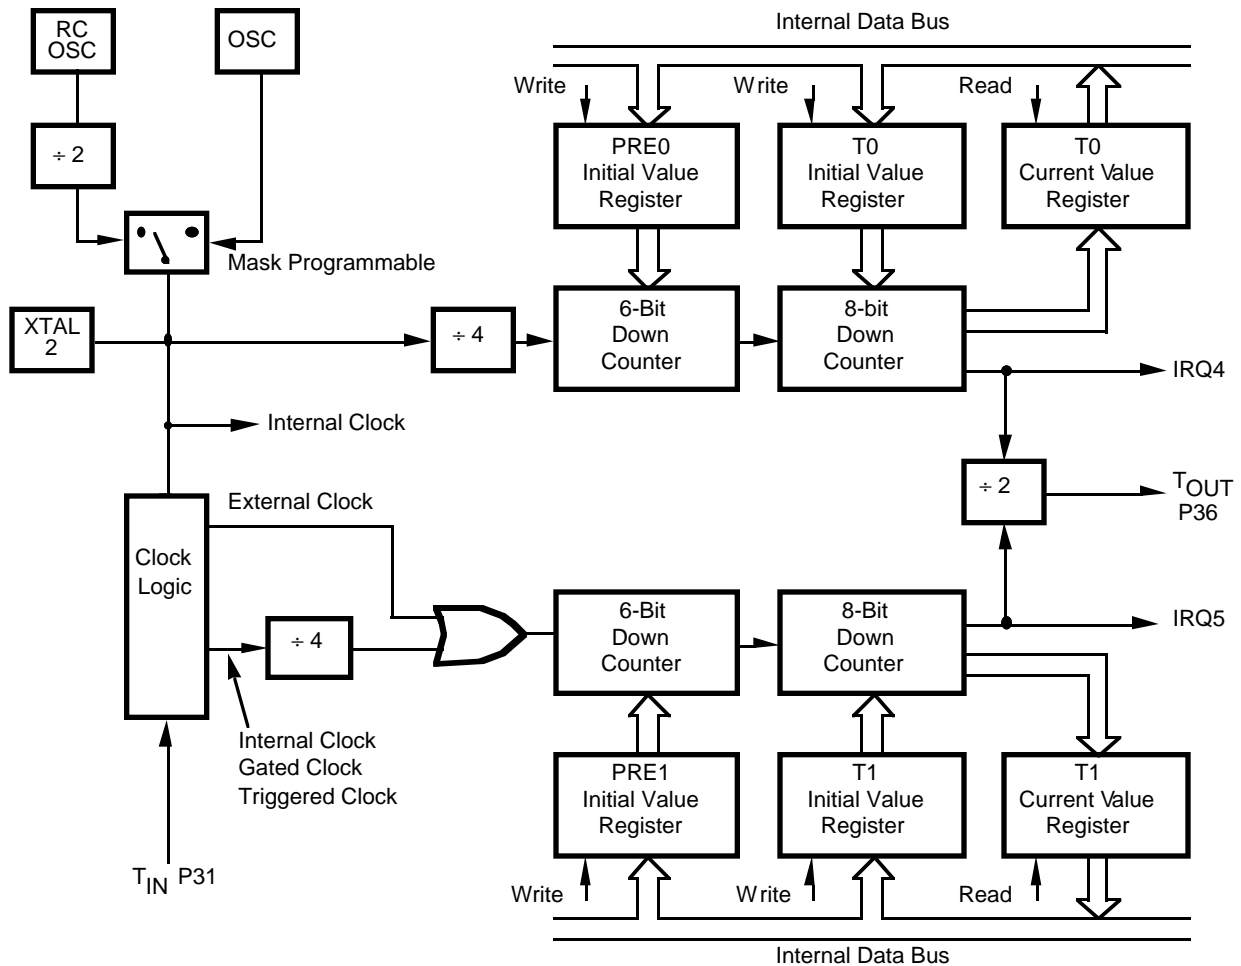 Internal Data Bus
RC
OSC
OSC
Write
Write
Read
÷ 2
PRE0
Initial Value
Register
T0
Initial Value
Register
T0
Current Value
Register
Mask Programmable
XTAL
2
÷ 4
6-Bit
Down
Counter
8-bit
Down
Counter
IRQ4
Internal Clock
÷ 2
TOUT
P36
External Clock
Clock
Logic
÷ 4
6-Bit
Down
Counter
8-Bit
Down
Counter
IRQ5
Internal Clock
Gated Clock
Triggered Clock
PRE1
Initial Value
Register
T1
Initial Value
Register
T1
Current Value
Register
TIN P31
Write
Write
Read
Internal Data Bus